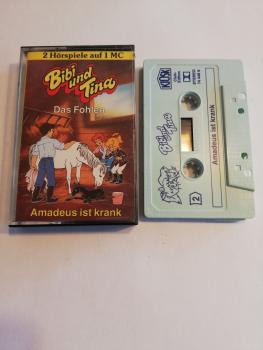 2 Hörspiele auf 1 MC
Bibi und Tina
Das Fohlen
Amadeus ist krank
KIOSK
Bibi und Tina
Amadeus ist krank
2